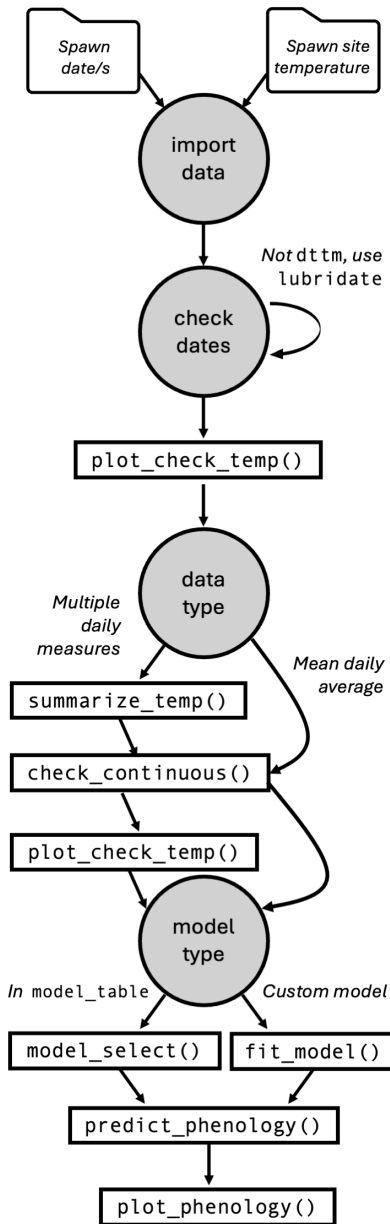 Spawn
date/s
Spawn site
temperature
import
data
Not dttm, use
lubridate
check
dates
plot_check_temp()
data
type
Multiple
daily
measures
Mean daily
average
summarize_temp()
check_continuous()
plot_check_temp()
model
type
In model_table
Custom model
model_select()
fit_model()
predict_phenology()
plot_phenology()